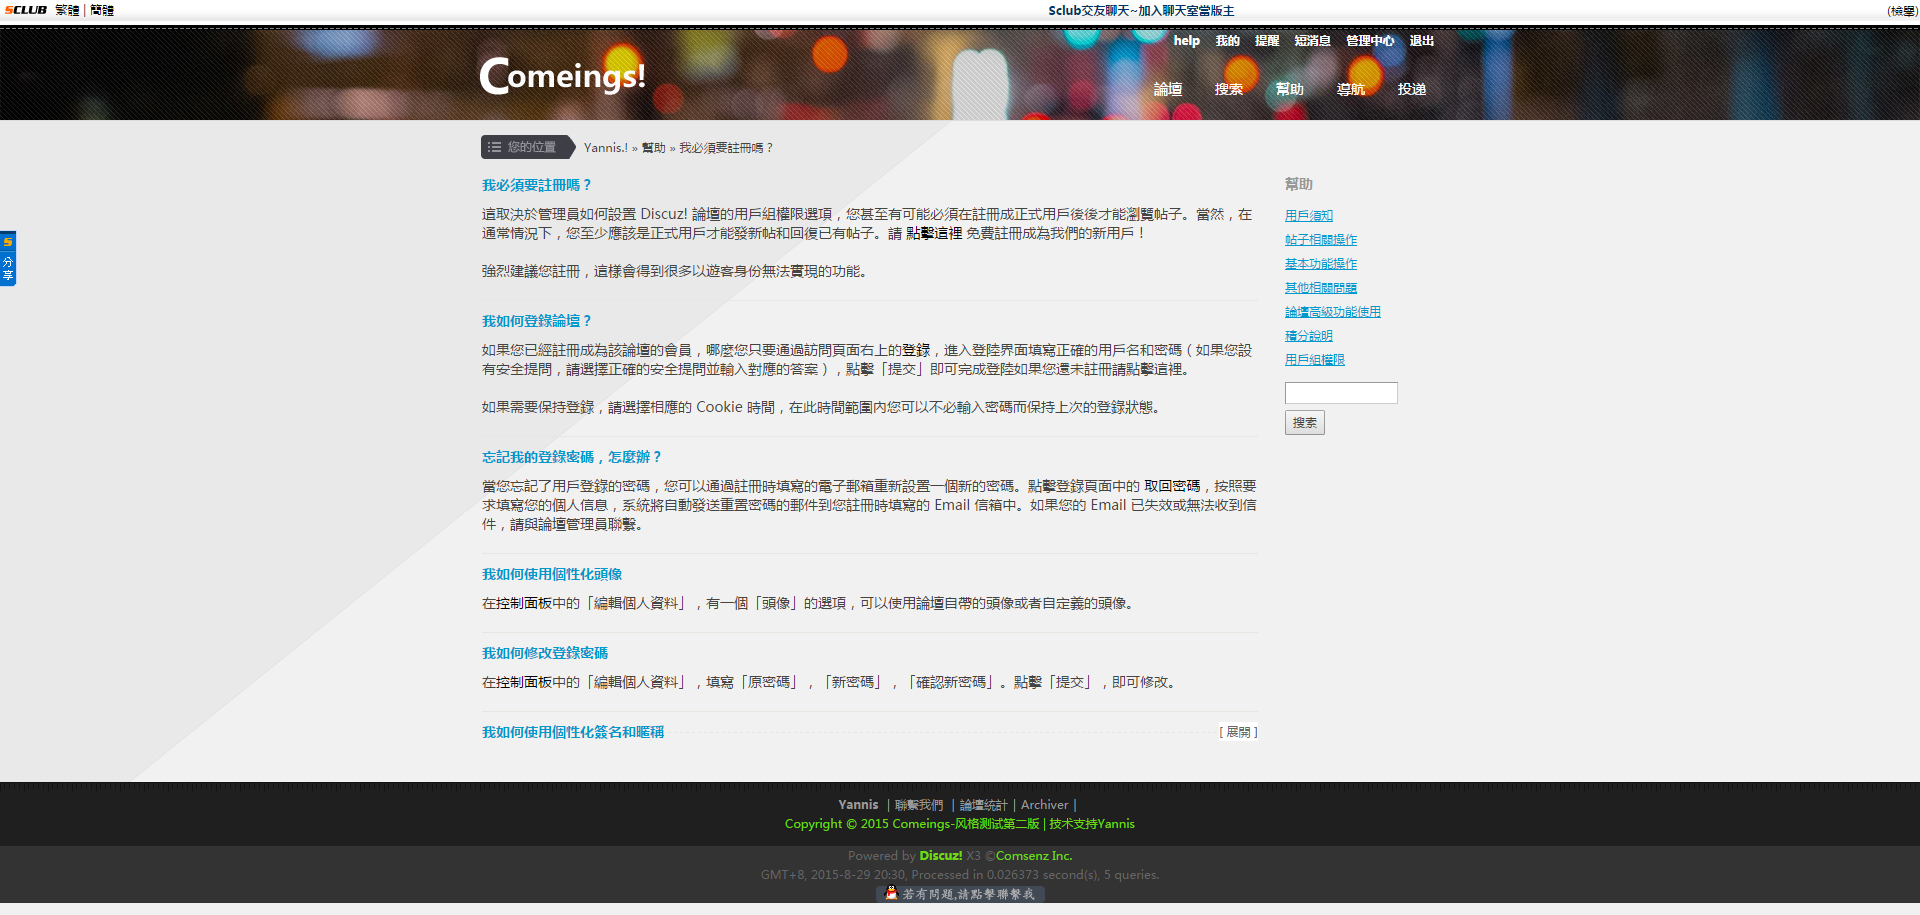 SCLUB 繁體 | 簡體
Sclub交友聊天~加入聊天室當版主
(檢舉)
help 我的 提醒 短消息 管理中心 退出
Comeings!
論壇 搜索 幫助 導航 投递
您的位置 Yannis.! » 幫助 » 我必須要註冊嗎？
我必須要註冊嗎？
這取決於管理員如何設置 Discuz! 論壇的用戶組權限選項，您甚至有可能必須在註冊成正式用戶後後才能瀏覽帖子。當然，在
通常情況下，您至少應該是正式用戶才能發新帖和回復已有帖子。請 點擊這裡 免費註冊成為我們的新用戶！
強烈建議您註冊，這樣會得到很多以遊客身份無法實現的功能。
我如何登錄論壇？
如果您已經註冊成為該論壇的會員，哪麼您只要通過訪問頁面右上的登錄，進入登陸界面填寫正確的用戶名和密碼（如果您設
有安全提問，請選擇正確的安全提問並輸入對應的答案），點擊「提交」即可完成登陸如果您還未註冊請點擊這裡。
如果需要保持登錄，請選擇相應的 Cookie 時間，在此時間範圍内您可以不必輸入密碼而保持上次的登錄狀態。
忘記我的登錄密碼，怎麼辦？
當您忘記了用戶登錄的密碼，您可以通過註冊時填寫的電子郵箱重新設置一個新的密碼。點擊登錄頁面中的 取回密碼，按照要
求填寫您的個人信息，系統將自動發送重置密碼的郵件到您註冊時填寫的 Email 信箱中。如果您的 Email 已失效或無法收到信
件，請與論壇管理員聯繫。
我如何使用個性化頭像
在控制面板中的「編輯個人資料」，有一個「頭像」的選項，可以使用論壇自帶的頭像或者自定義的頭像。
我如何修改登錄密碼
在控制面板中的「編輯個人資料」，填寫「原密碼」，「新密碼」，「確認新密碼」。點擊「提交」，即可修改。
我如何使用個性化簽名和暱稱
[ 展開 ]
幫助
用戶須知
帖子相關操作
基本功能操作
其他相關問題
論壇高級功能使用
積分說明
用戶組權限
搜索
S
分
享
Yannis | 聯繫我們 | 論壇統計 | Archiver |
Copyright © 2015 Comeings-风格测试第二版 | 技术支持Yannis
Powered by Discuz! X3 ©Comsenz Inc.
GMT+8, 2015-8-29 20:30, Processed in 0.026373 second(s), 5 queries.
若有問題,請點擊聯繫我